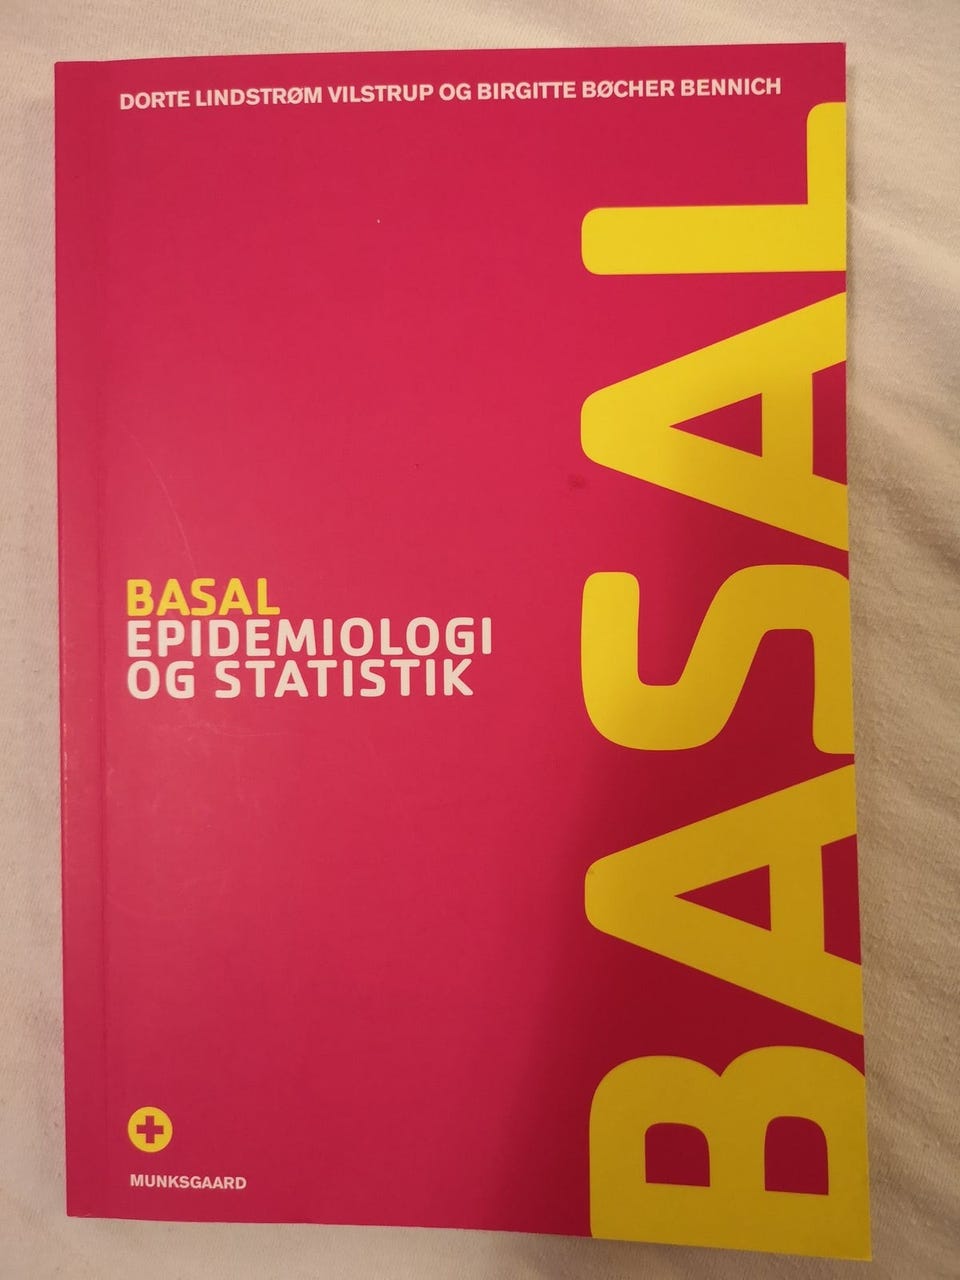 DORTE LINDSTRØM VILSTRUP OG BIRGITTE BØCHER BENNICH
BASAL
EPIDEMIOLOGI
OG STATISTIK
BASAL
MUNKSGAARD